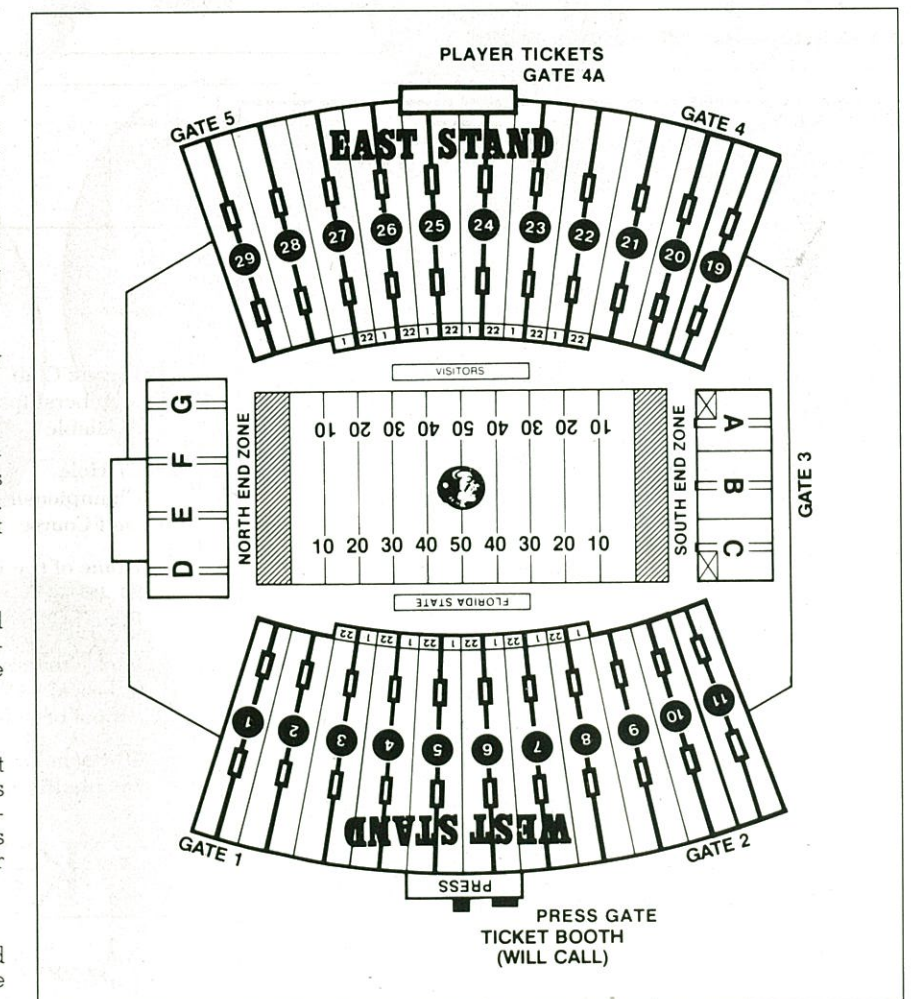 PLAYER TICKETS
GATE 4A
GATE 5
GATE 4
EAST STAND
29 28 27 26 25 24 23 22 21 20 19
1 22 1 22 1 22 1 22 1 22
VISITORS
G
F
E
D
NORTH END ZONE
10 20 30 40 50 40 30 20 10
10 20 30 40 50 40 30 20 10
SOUTH END ZONE
A
B
C
GATE 3
FLORIDA STATE
22 1 22 1 22 1 22 1 22 1
1 2 3 4 5 6 7 8 9 10 11
WEST STAND
GATE 1
GATE 2
PRESS
PRESS GATE
TICKET BOOTH
(WILL CALL)